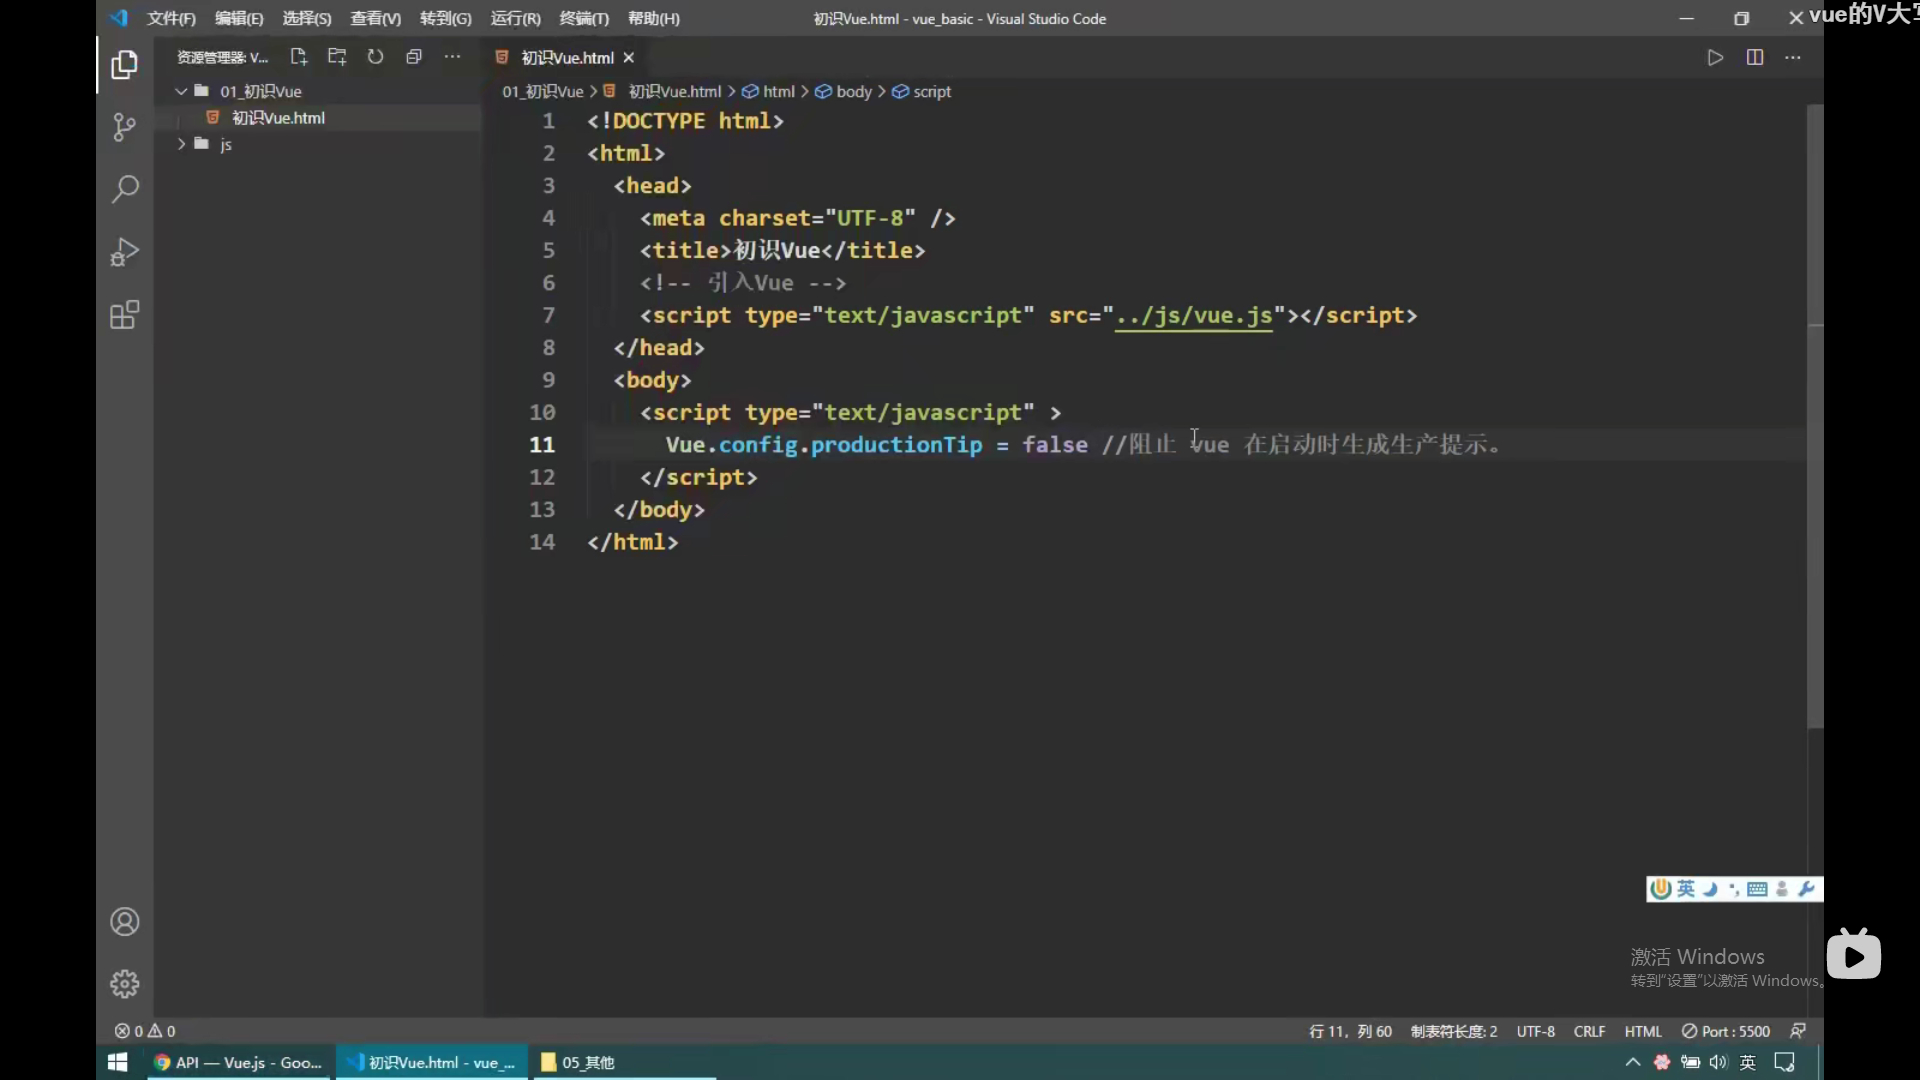 文件(F) 编辑(E) 选择(S) 查看(V) 转到(G) 运行(R) 终端(T) 帮助(H) 初识Vue.html - vue_basic - Visual Studio Code
vue的V大
资源管理器: V... 初识Vue.html
01_初识Vue 01_初识Vue > 初识Vue.html > html > body > script
初识Vue.html
js
1 <!DOCTYPE html>
2 <html>
3 <head>
4 <meta charset="UTF-8" />
5 <title>初识Vue</title>
6 <!-- 引入Vue -->
7 <script type="text/javascript" src="../js/vue.js"></script>
8 </head>
9 <body>
10 <script type="text/javascript" >
11 Vue.config.productionTip = false //阻止 vue 在启动时生成生产提示。
12 </script>
13 </body>
14 </html>
英
激活 Windows
转到“设置”以激活 Windows。
0 0 行 11，列 60 制表符长度: 2 UTF-8 CRLF HTML Port : 5500
API — Vue.js - Goo... 初识Vue.html - vue_... 05_其他 英